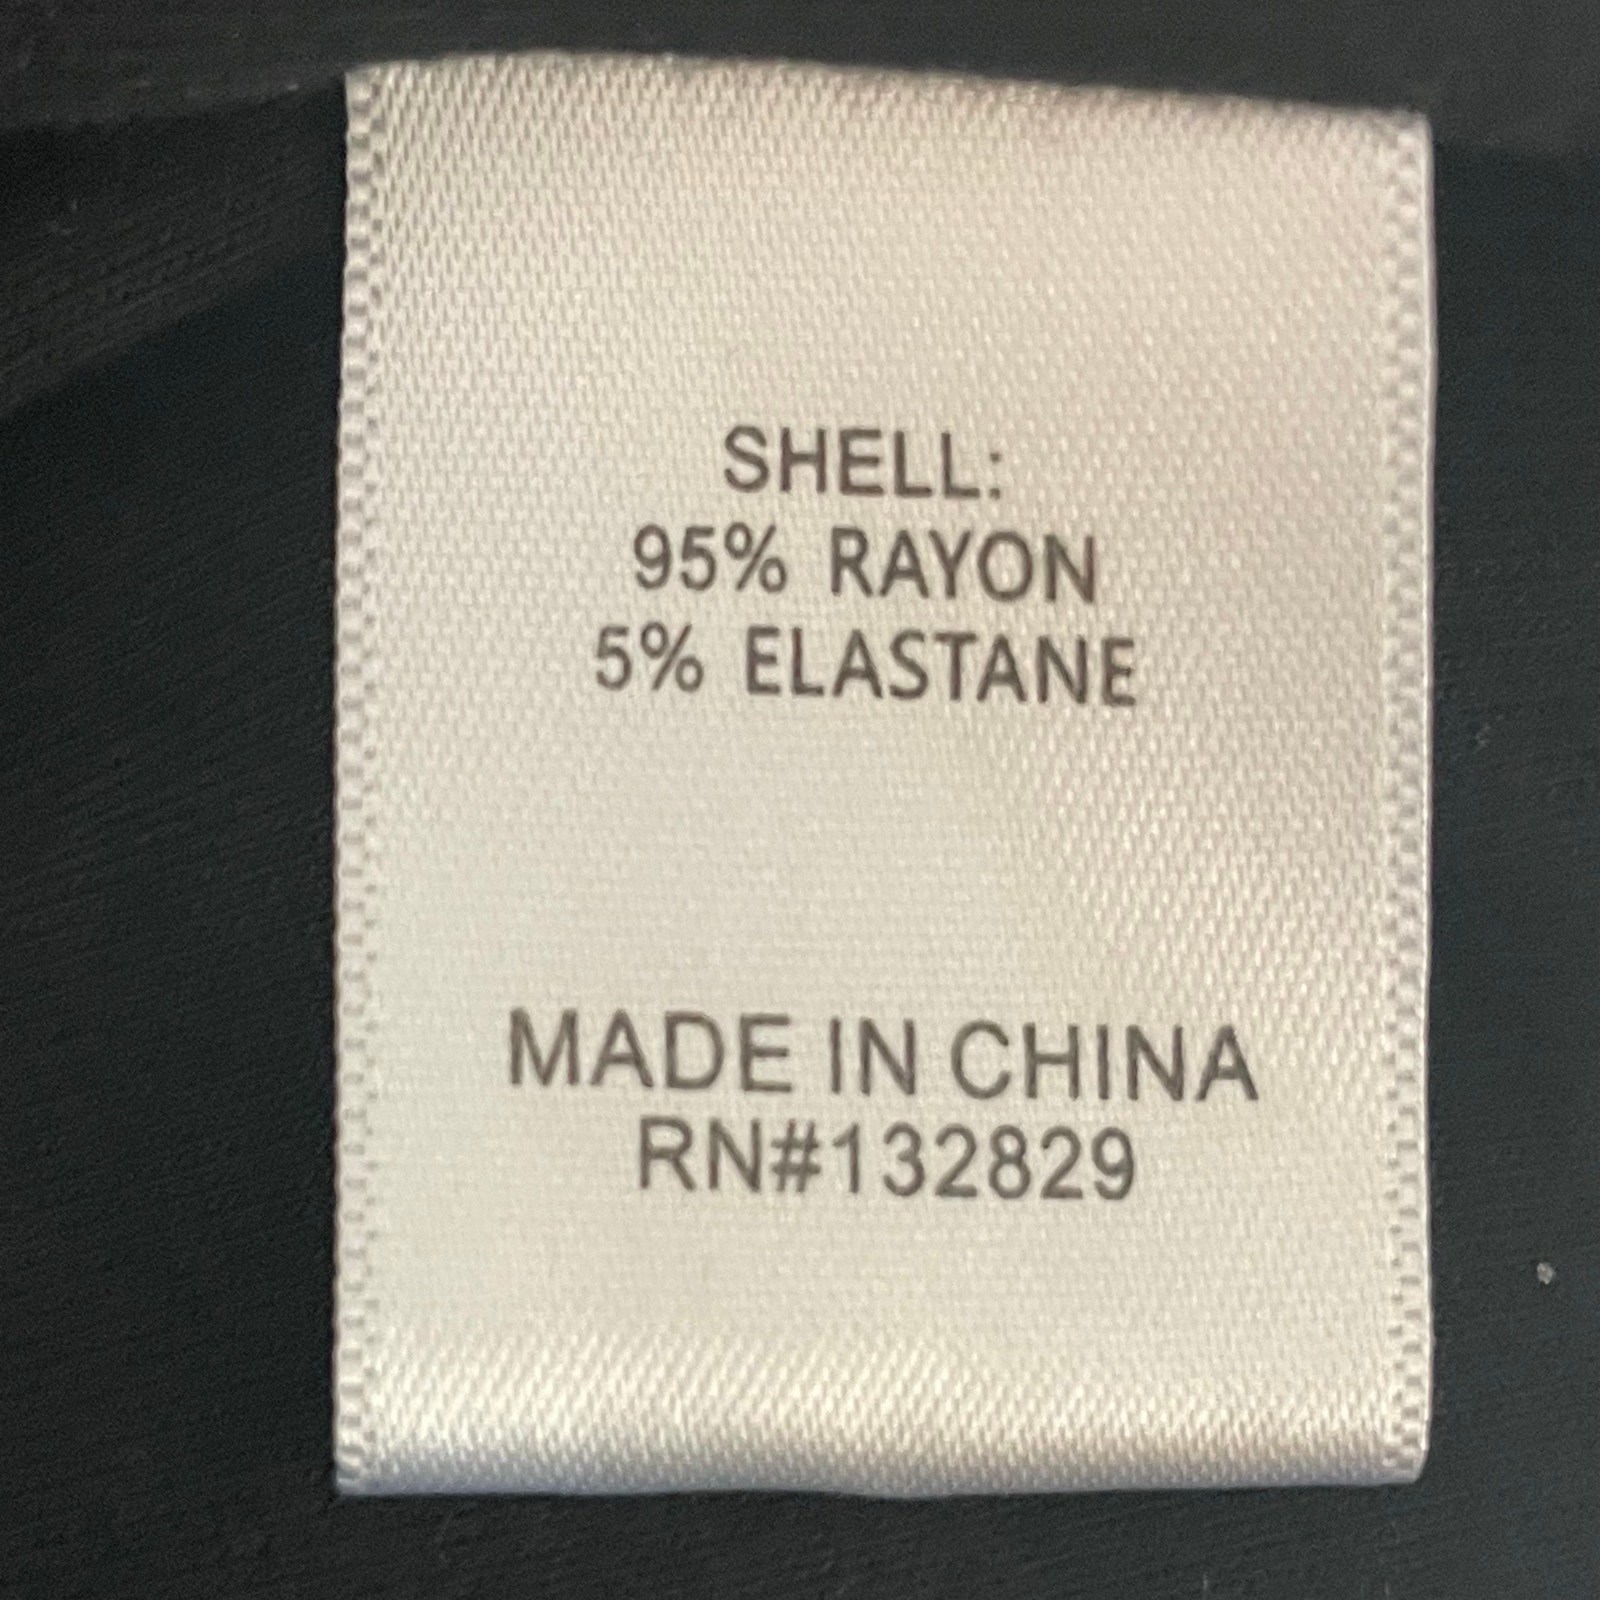 SHELL:
95% RAYON
5% ELASTANE
MADE IN CHINA
RN#132829